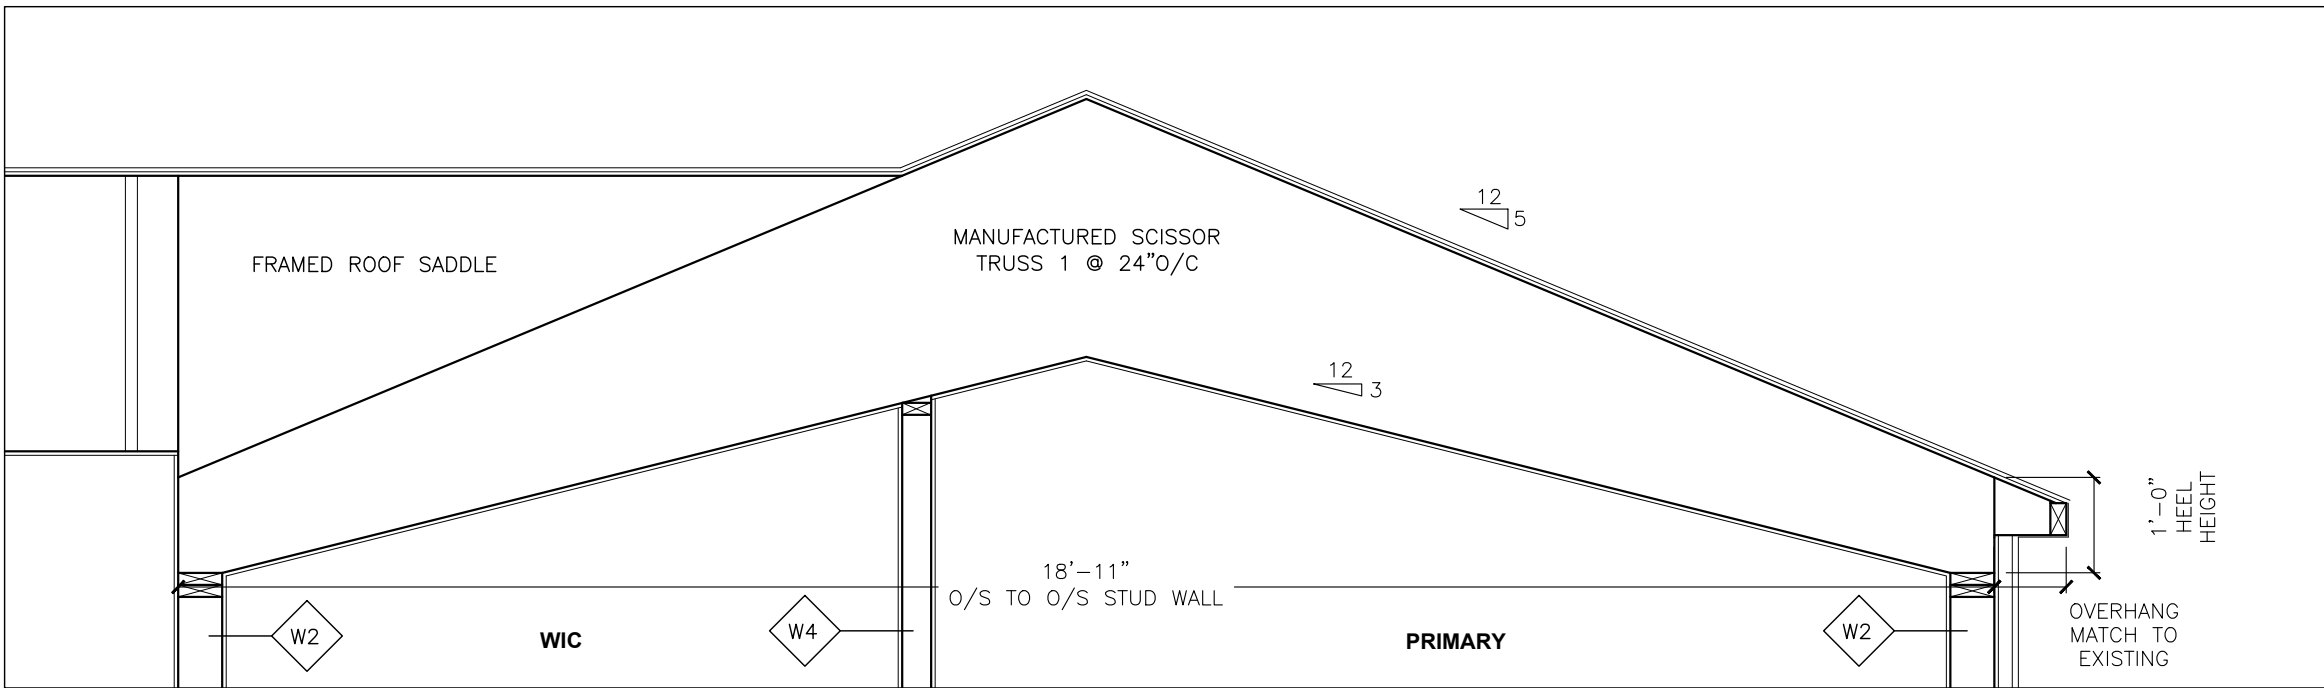 12
5
MANUFACTURED SCISSOR
TRUSS 1 @ 24"O/C
FRAMED ROOF SADDLE
12
3
1'-0"
HEEL
HEIGHT
18'-11"
O/S TO O/S STUD WALL
W2
WIC
W4
PRIMARY
W2
OVERHANG
MATCH TO
EXISTING